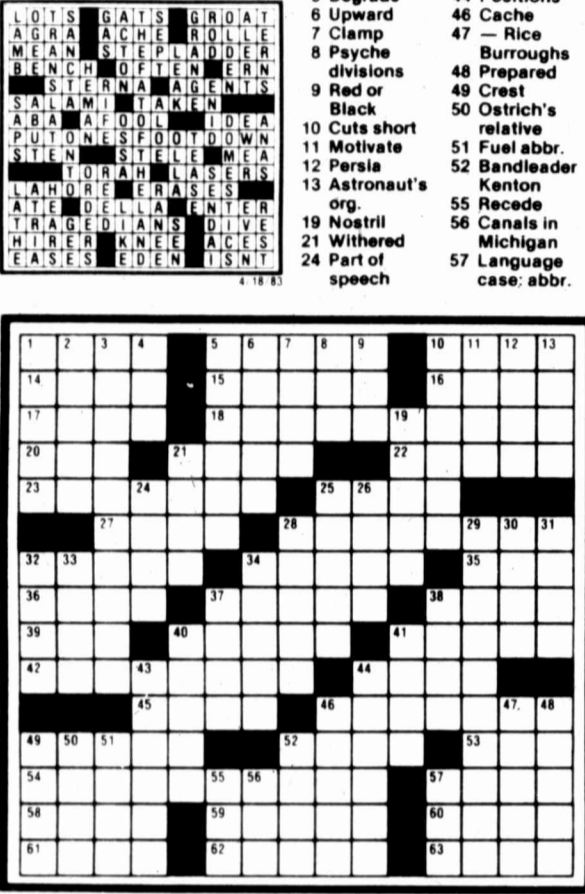 LOTS GATS GROAT
AGRA ACHE ROLLE
MEAN STEPLADDER
BENCH OFTEN ERN
STERNA AGENTS
SALAMI TAKEN
ABA AFOOL IDEA
PUTONESFOOTDOWN
STEN STELE MEA
TORAH LASERS
LAHORE ERASES
ATE DELLA ENTER
TRAGEDIANS DIVE
HIRER KNEE ACES
EASES EDEN ISNT
4/18/83
6 Upward
7 Clamp
8 Psyche
divisions
9 Red or
Black
10 Cuts short
11 Motivate
12 Persia
13 Astronaut's
org.
19 Nostril
21 Withered
24 Part of
speech
46 Cache
47 — Rice
Burroughs
48 Prepared
49 Crest
50 Ostrich's
relative
51 Fuel abbr.
52 Bandleader
Kenton
55 Recede
56 Canals in
Michigan
57 Language
case; abbr.
1 2 3 4 5 6 7 8 9 10 11 12 13
14 15 16
17 18 19
20 21 22
23 24 25 26
27 28 29 30 31
32 33 34 35
36 37 38
39 40 41
42 43 44
45 46 47 48
49 50 51 52 53
54 55 56 57
58 59 60
61 62 63